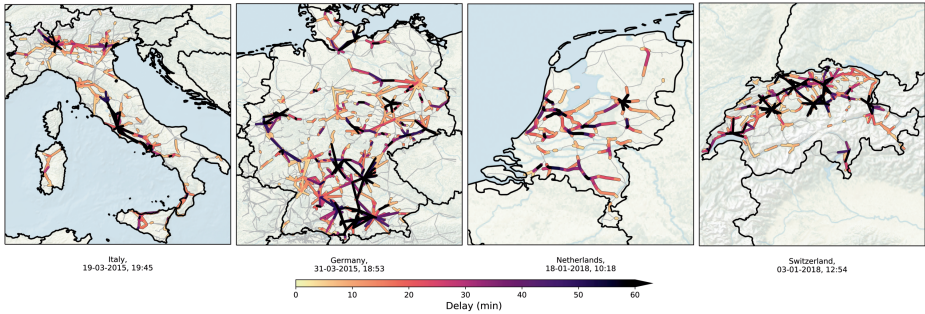 Italy,
19-03-2015, 19:45
Germany,
31-03-2015, 18:53
Netherlands,
18-01-2018, 10:18
Switzerland,
03-01-2018, 12:54
0 10 20 30 40 50 60
Delay (min)